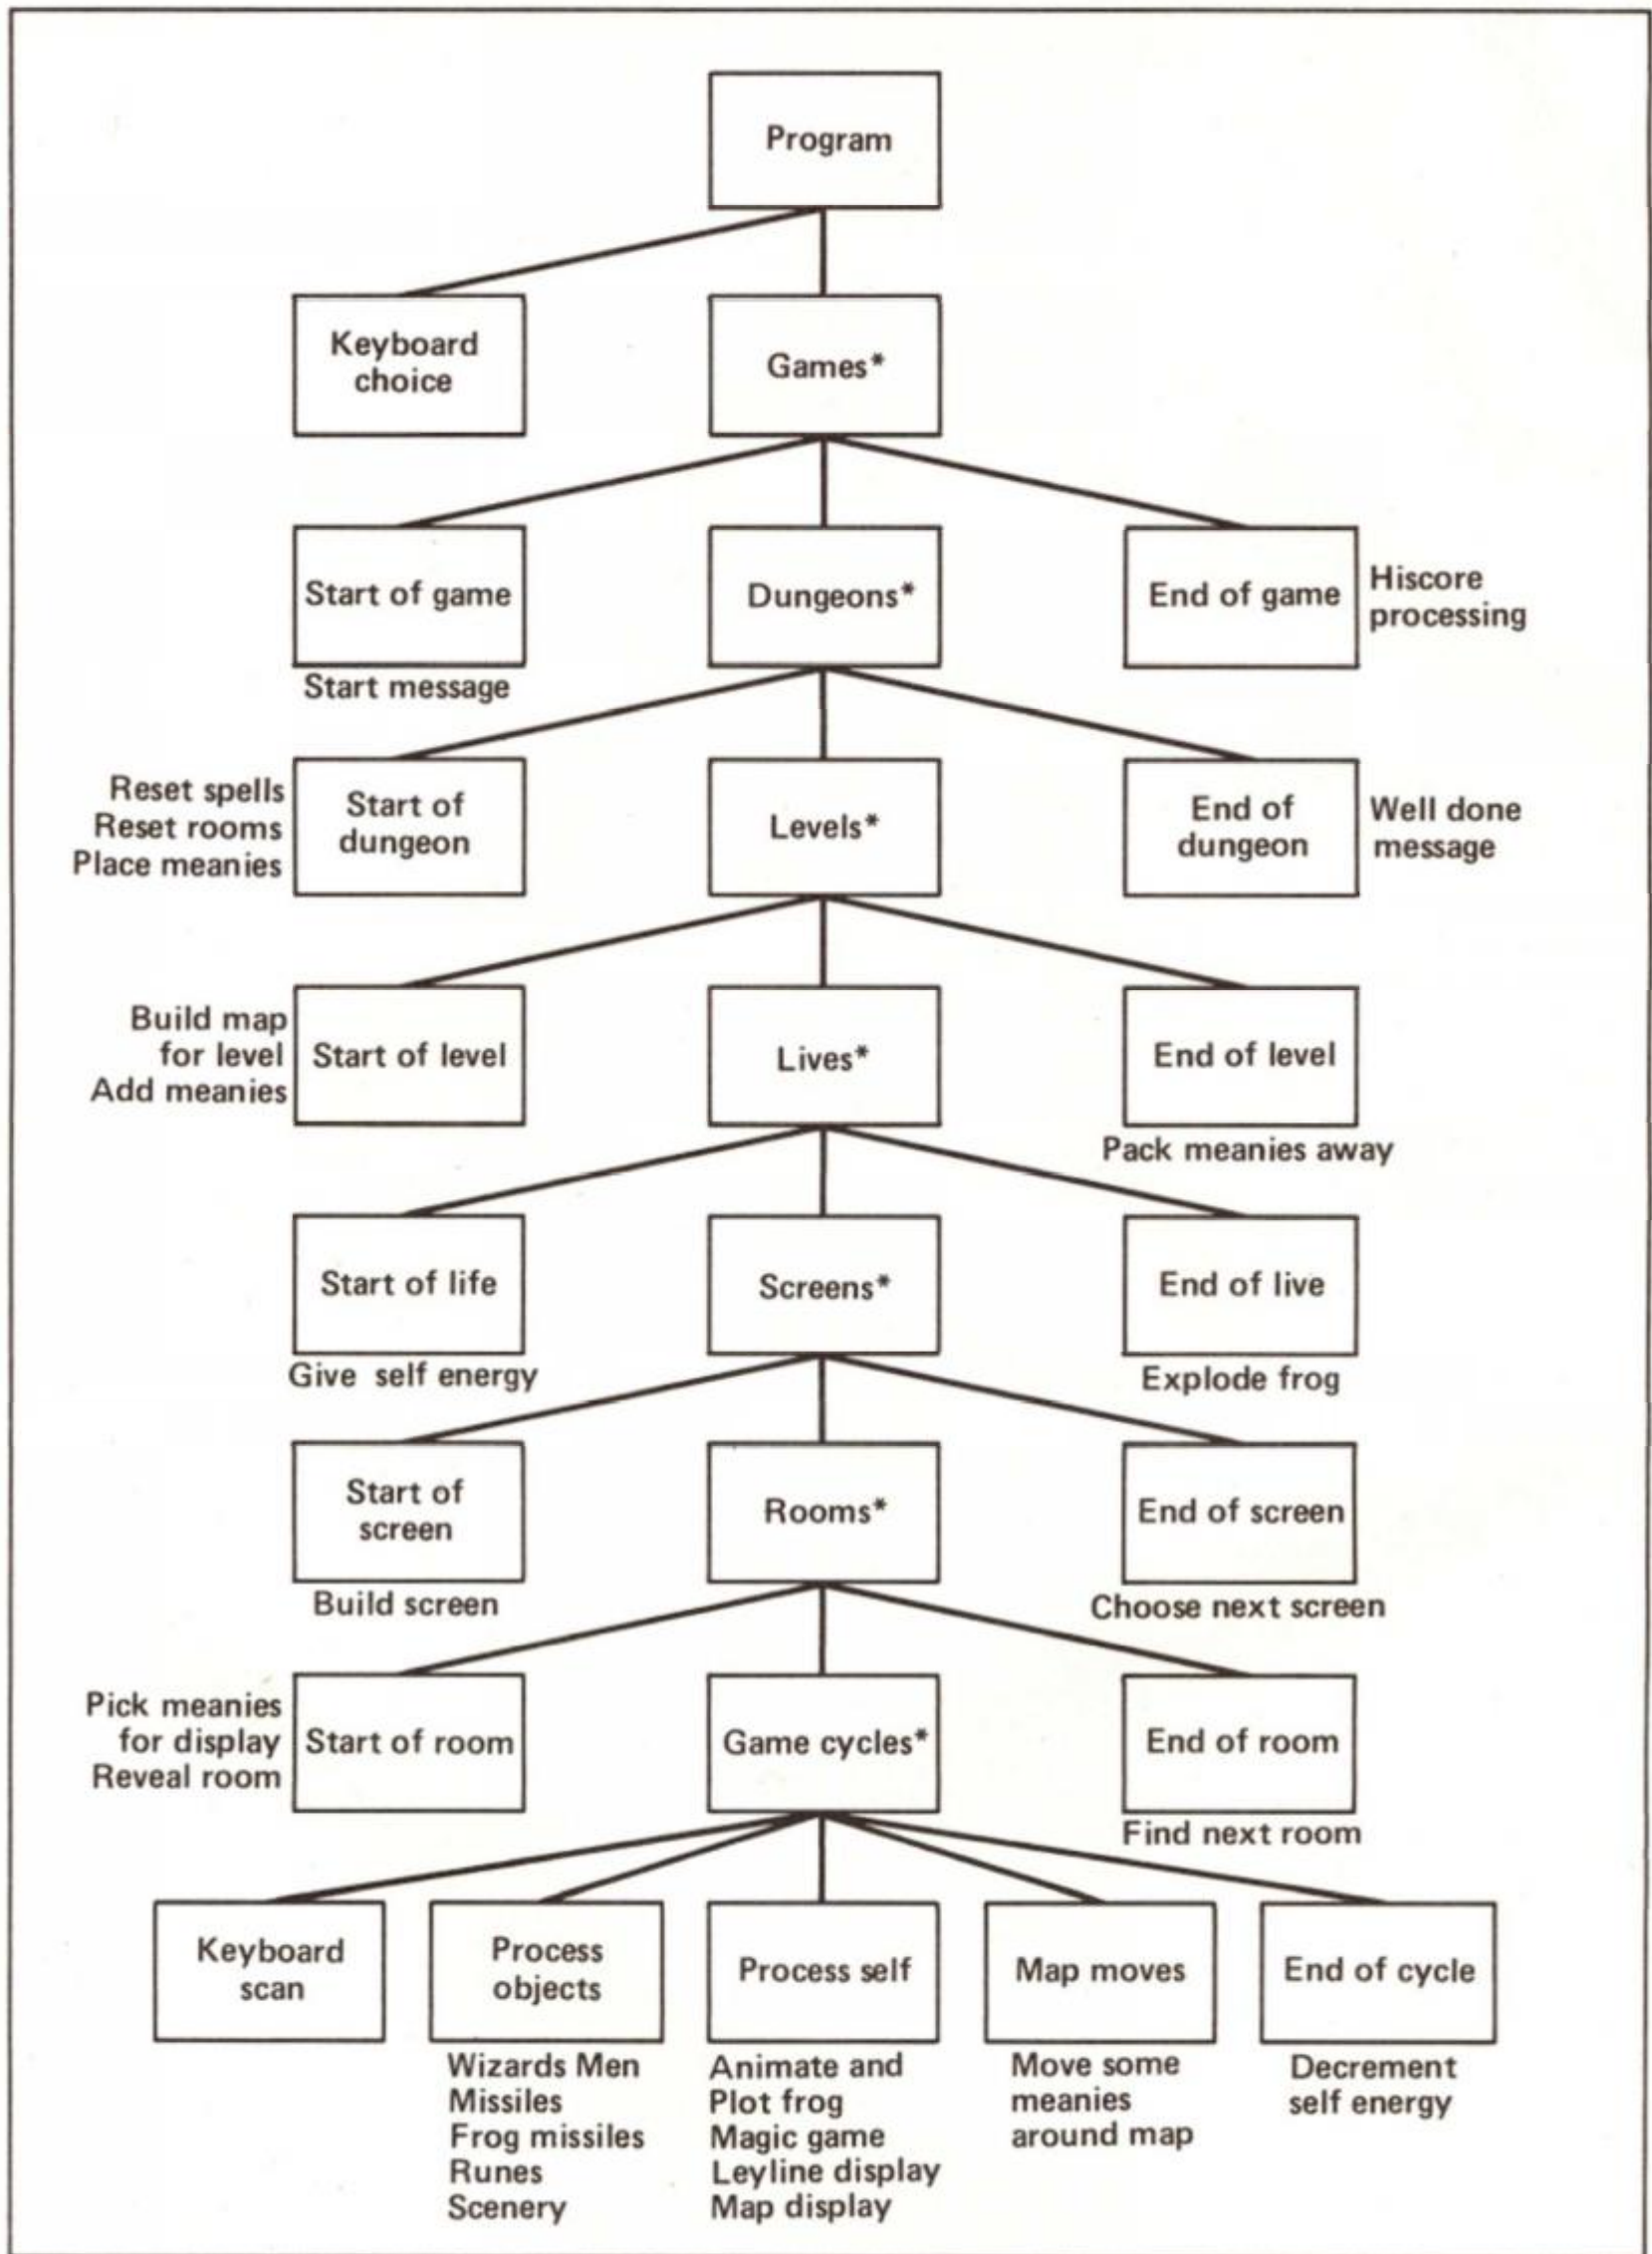 Program
Keyboard
choice
Games*
Start of game
Start message
Dungeons*
End of game
Hiscore
processing
Reset spells
Reset rooms
Place meanies
Start of
dungeon
Levels*
End of
dungeon
Well done
message
Build map
for level
Add meanies
Start of level
Lives*
End of level
Pack meanies away
Start of life
Give self energy
Screens*
End of live
Explode frog
Start of
screen
Build screen
Rooms*
End of screen
Choose next screen
Pick meanies
for display
Reveal room
Start of room
Game cycles*
End of room
Find next room
Keyboard
scan
Process
objects
Wizards Men
Missiles
Frog missiles
Runes
Scenery
Process self
Animate and
Plot frog
Magic game
Leyline display
Map display
Map moves
Move some
meanies
around map
End of cycle
Decrement
self energy